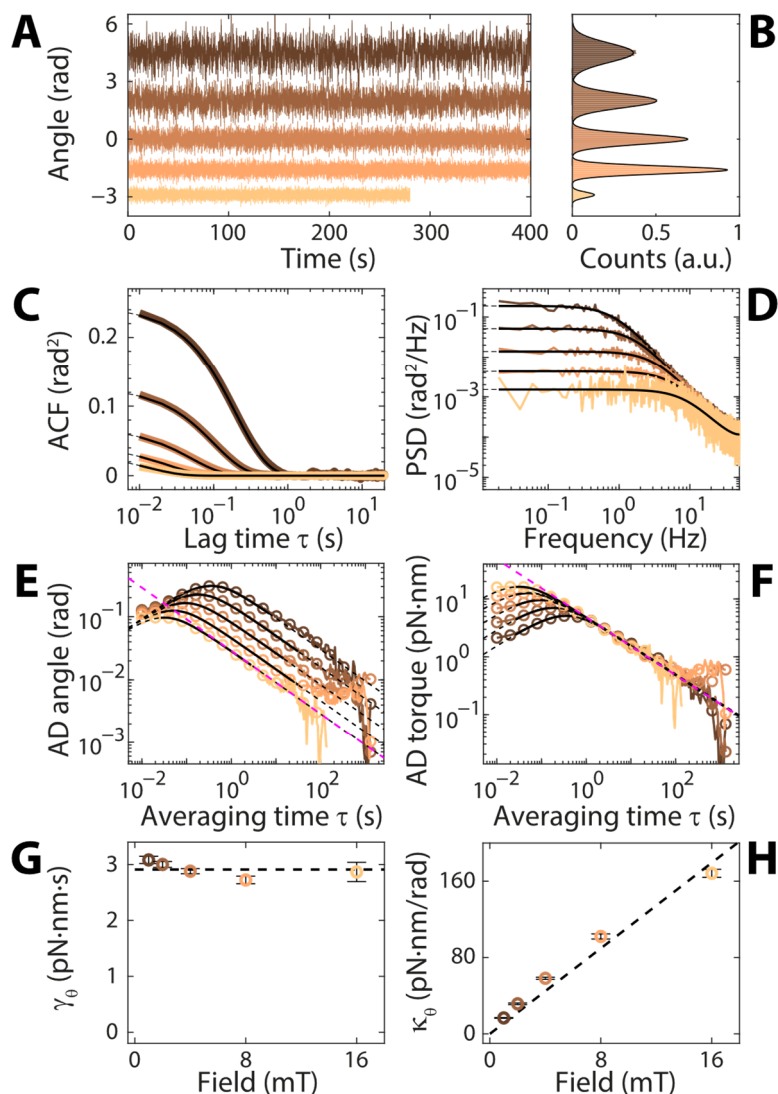 A
B
Angle (rad)
6
3
0
−3
0 100 200 300 400
Time (s)
0 0.5 1
Counts (a.u.)
C
D
ACF (rad²)
0.2
0.1
0
10⁻² 10⁻¹ 10⁰ 10¹
Lag time τ (s)
PSD (rad²/Hz)
10⁻¹
10⁻³
10⁻⁵
10⁻¹ 10⁰ 10¹
Frequency (Hz)
E
F
AD angle (rad)
10⁻¹
10⁻²
10⁻³
10⁻² 10⁰ 10²
Averaging time τ (s)
AD torque (pN·nm)
10¹
10⁰
10⁻¹
10⁻² 10⁰ 10²
Averaging time τ (s)
G
H
γθ (pN·nm·s)
3
2
1
0
0 4 8 12 16
Field (mT)
κθ (pN·nm/rad)
160
80
0
0 8 16
Field (mT)